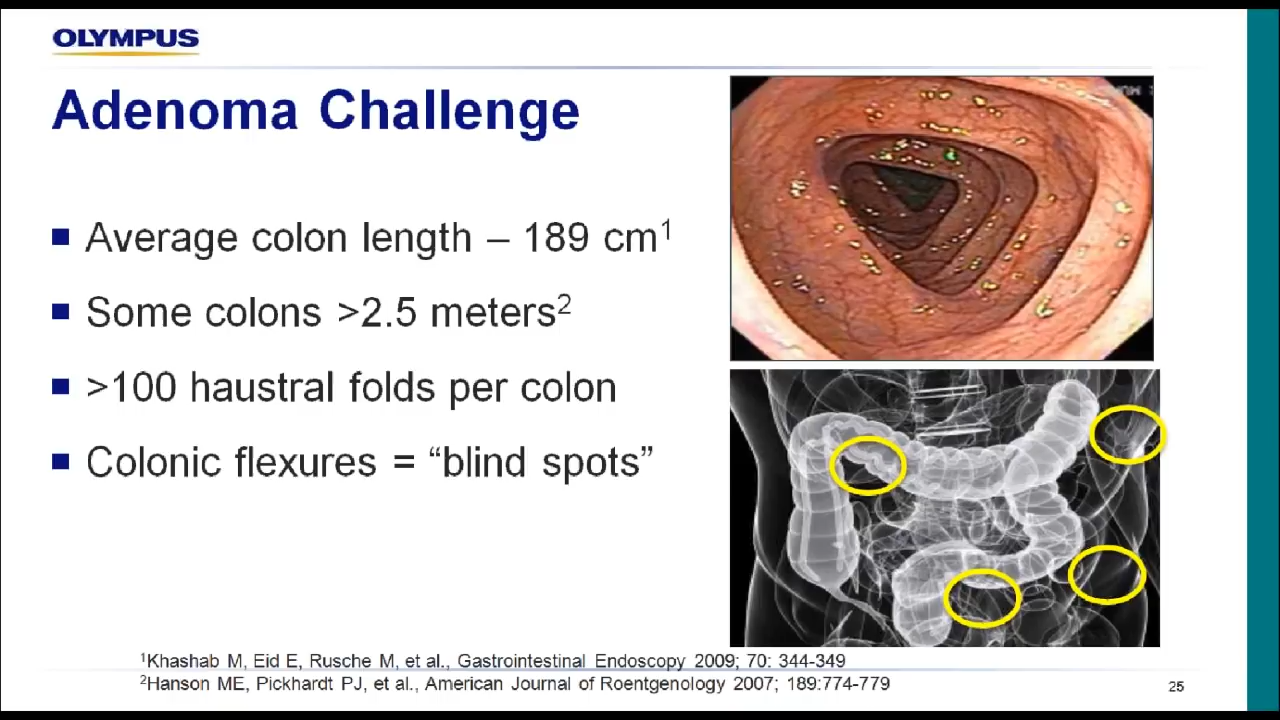 OLYMPUS
Adenoma Challenge
■ Average colon length – 189 cm¹
■ Some colons >2.5 meters²
■ >100 haustral folds per colon
■ Colonic flexures = “blind spots”
¹Khashab M, Eid E, Rusche M, et al., Gastrointestinal Endoscopy 2009; 70: 344-349
²Hanson ME, Pickhardt PJ, et al., American Journal of Roentgenology 2007; 189:774-779
25